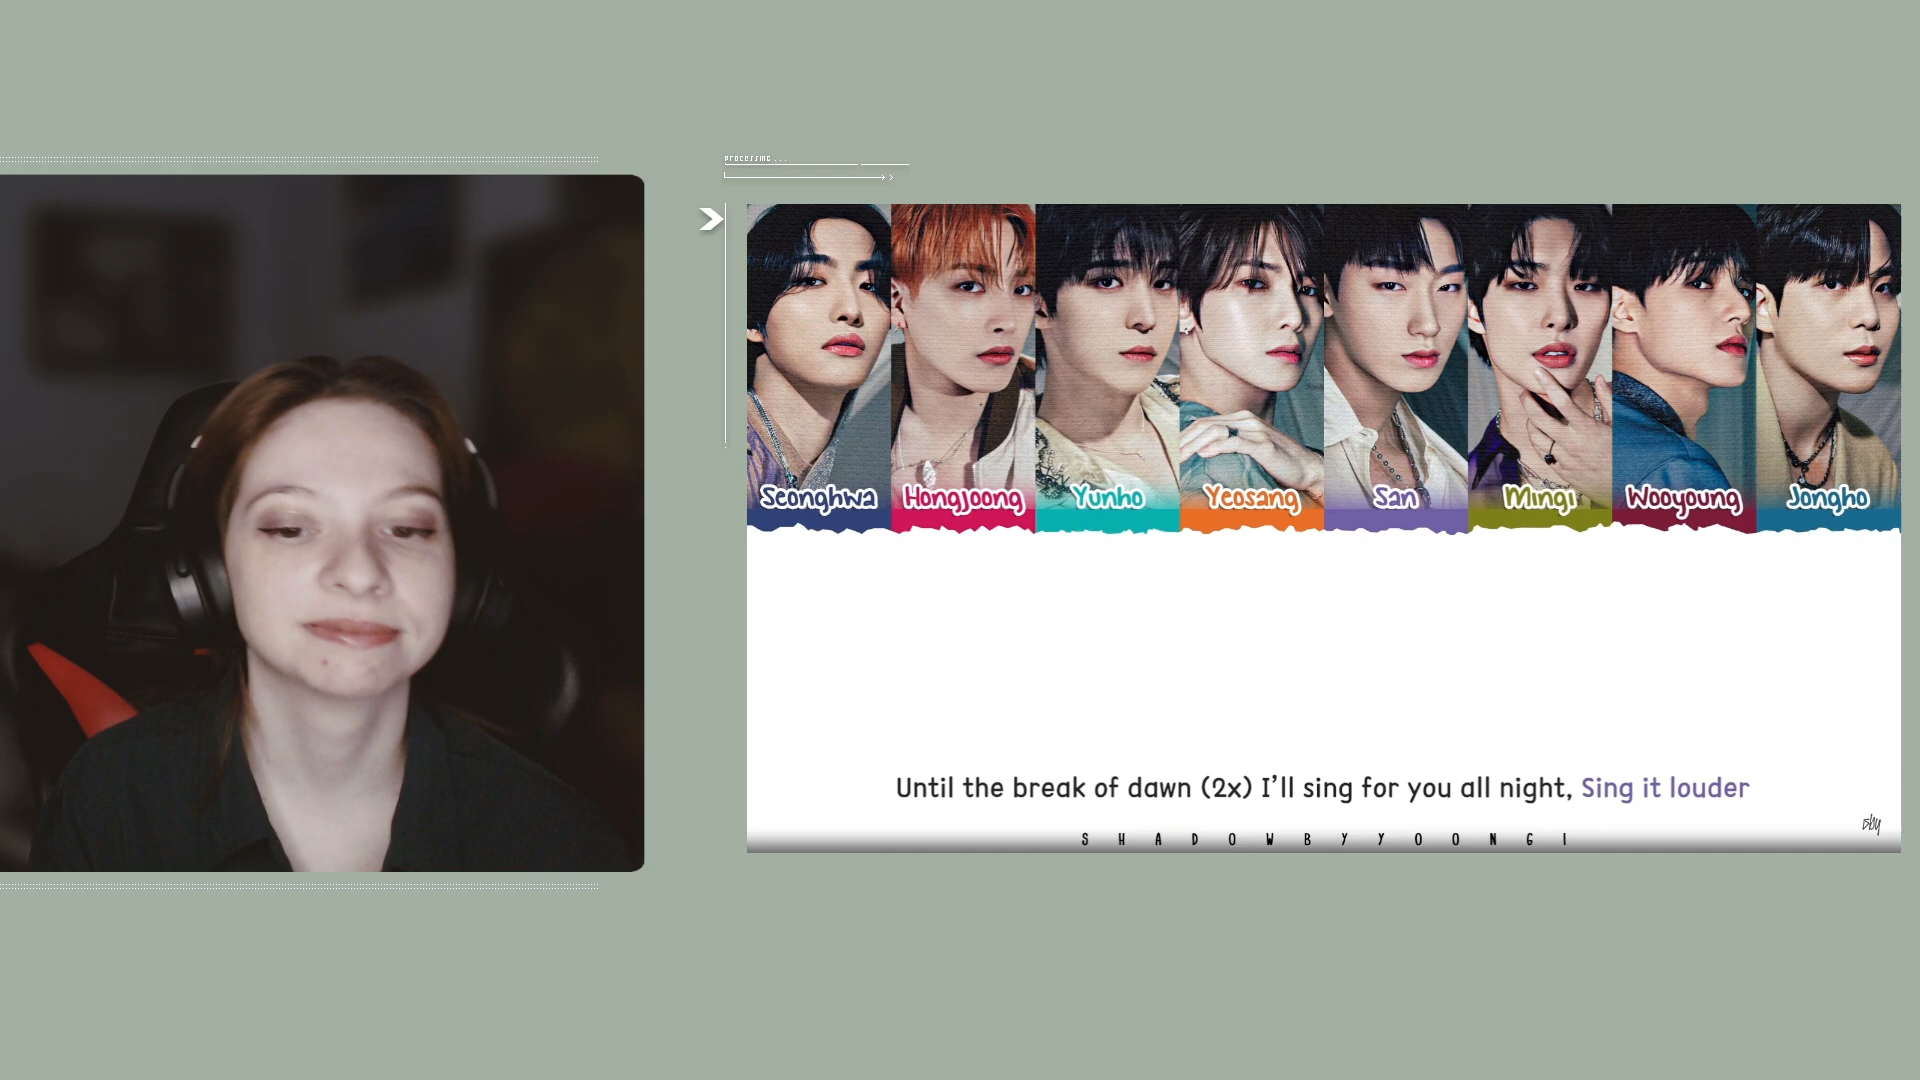 processing ...
Seonghwa Hongjoong Yunho Yeosang San Mingi Wooyoung Jongho
Until the break of dawn (2x) I'll sing for you all night, Sing it louder
sby
SHADOWBYYOONGI